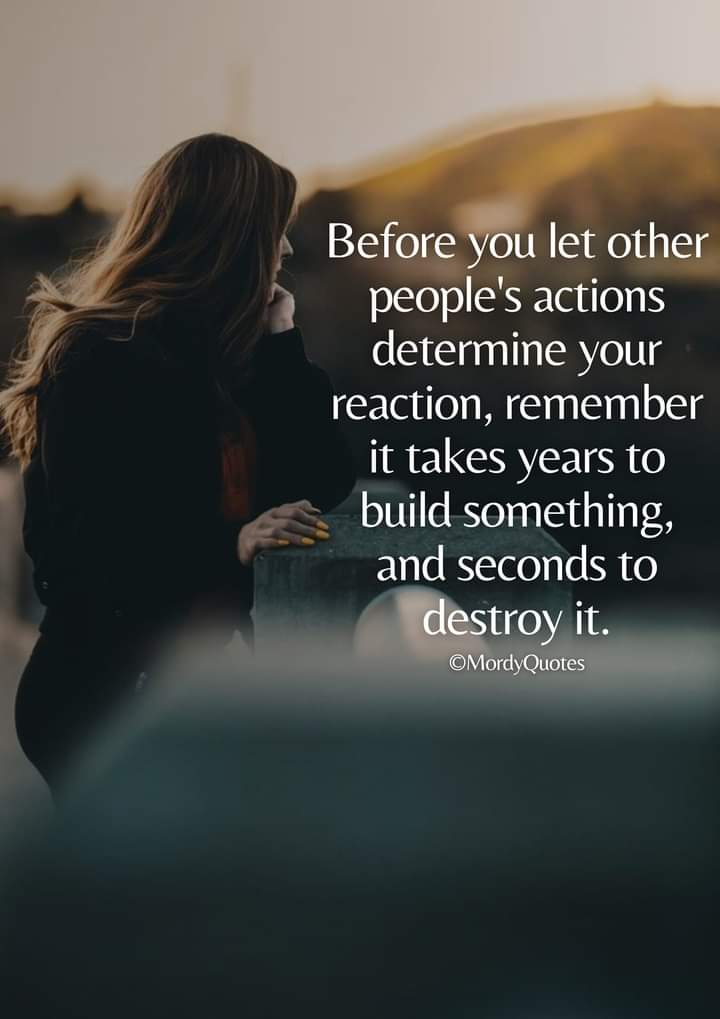 Before you let other
people's actions
determine your
reaction, remember
it takes years to
build something,
and seconds to
destroy it.
©MordyQuotes